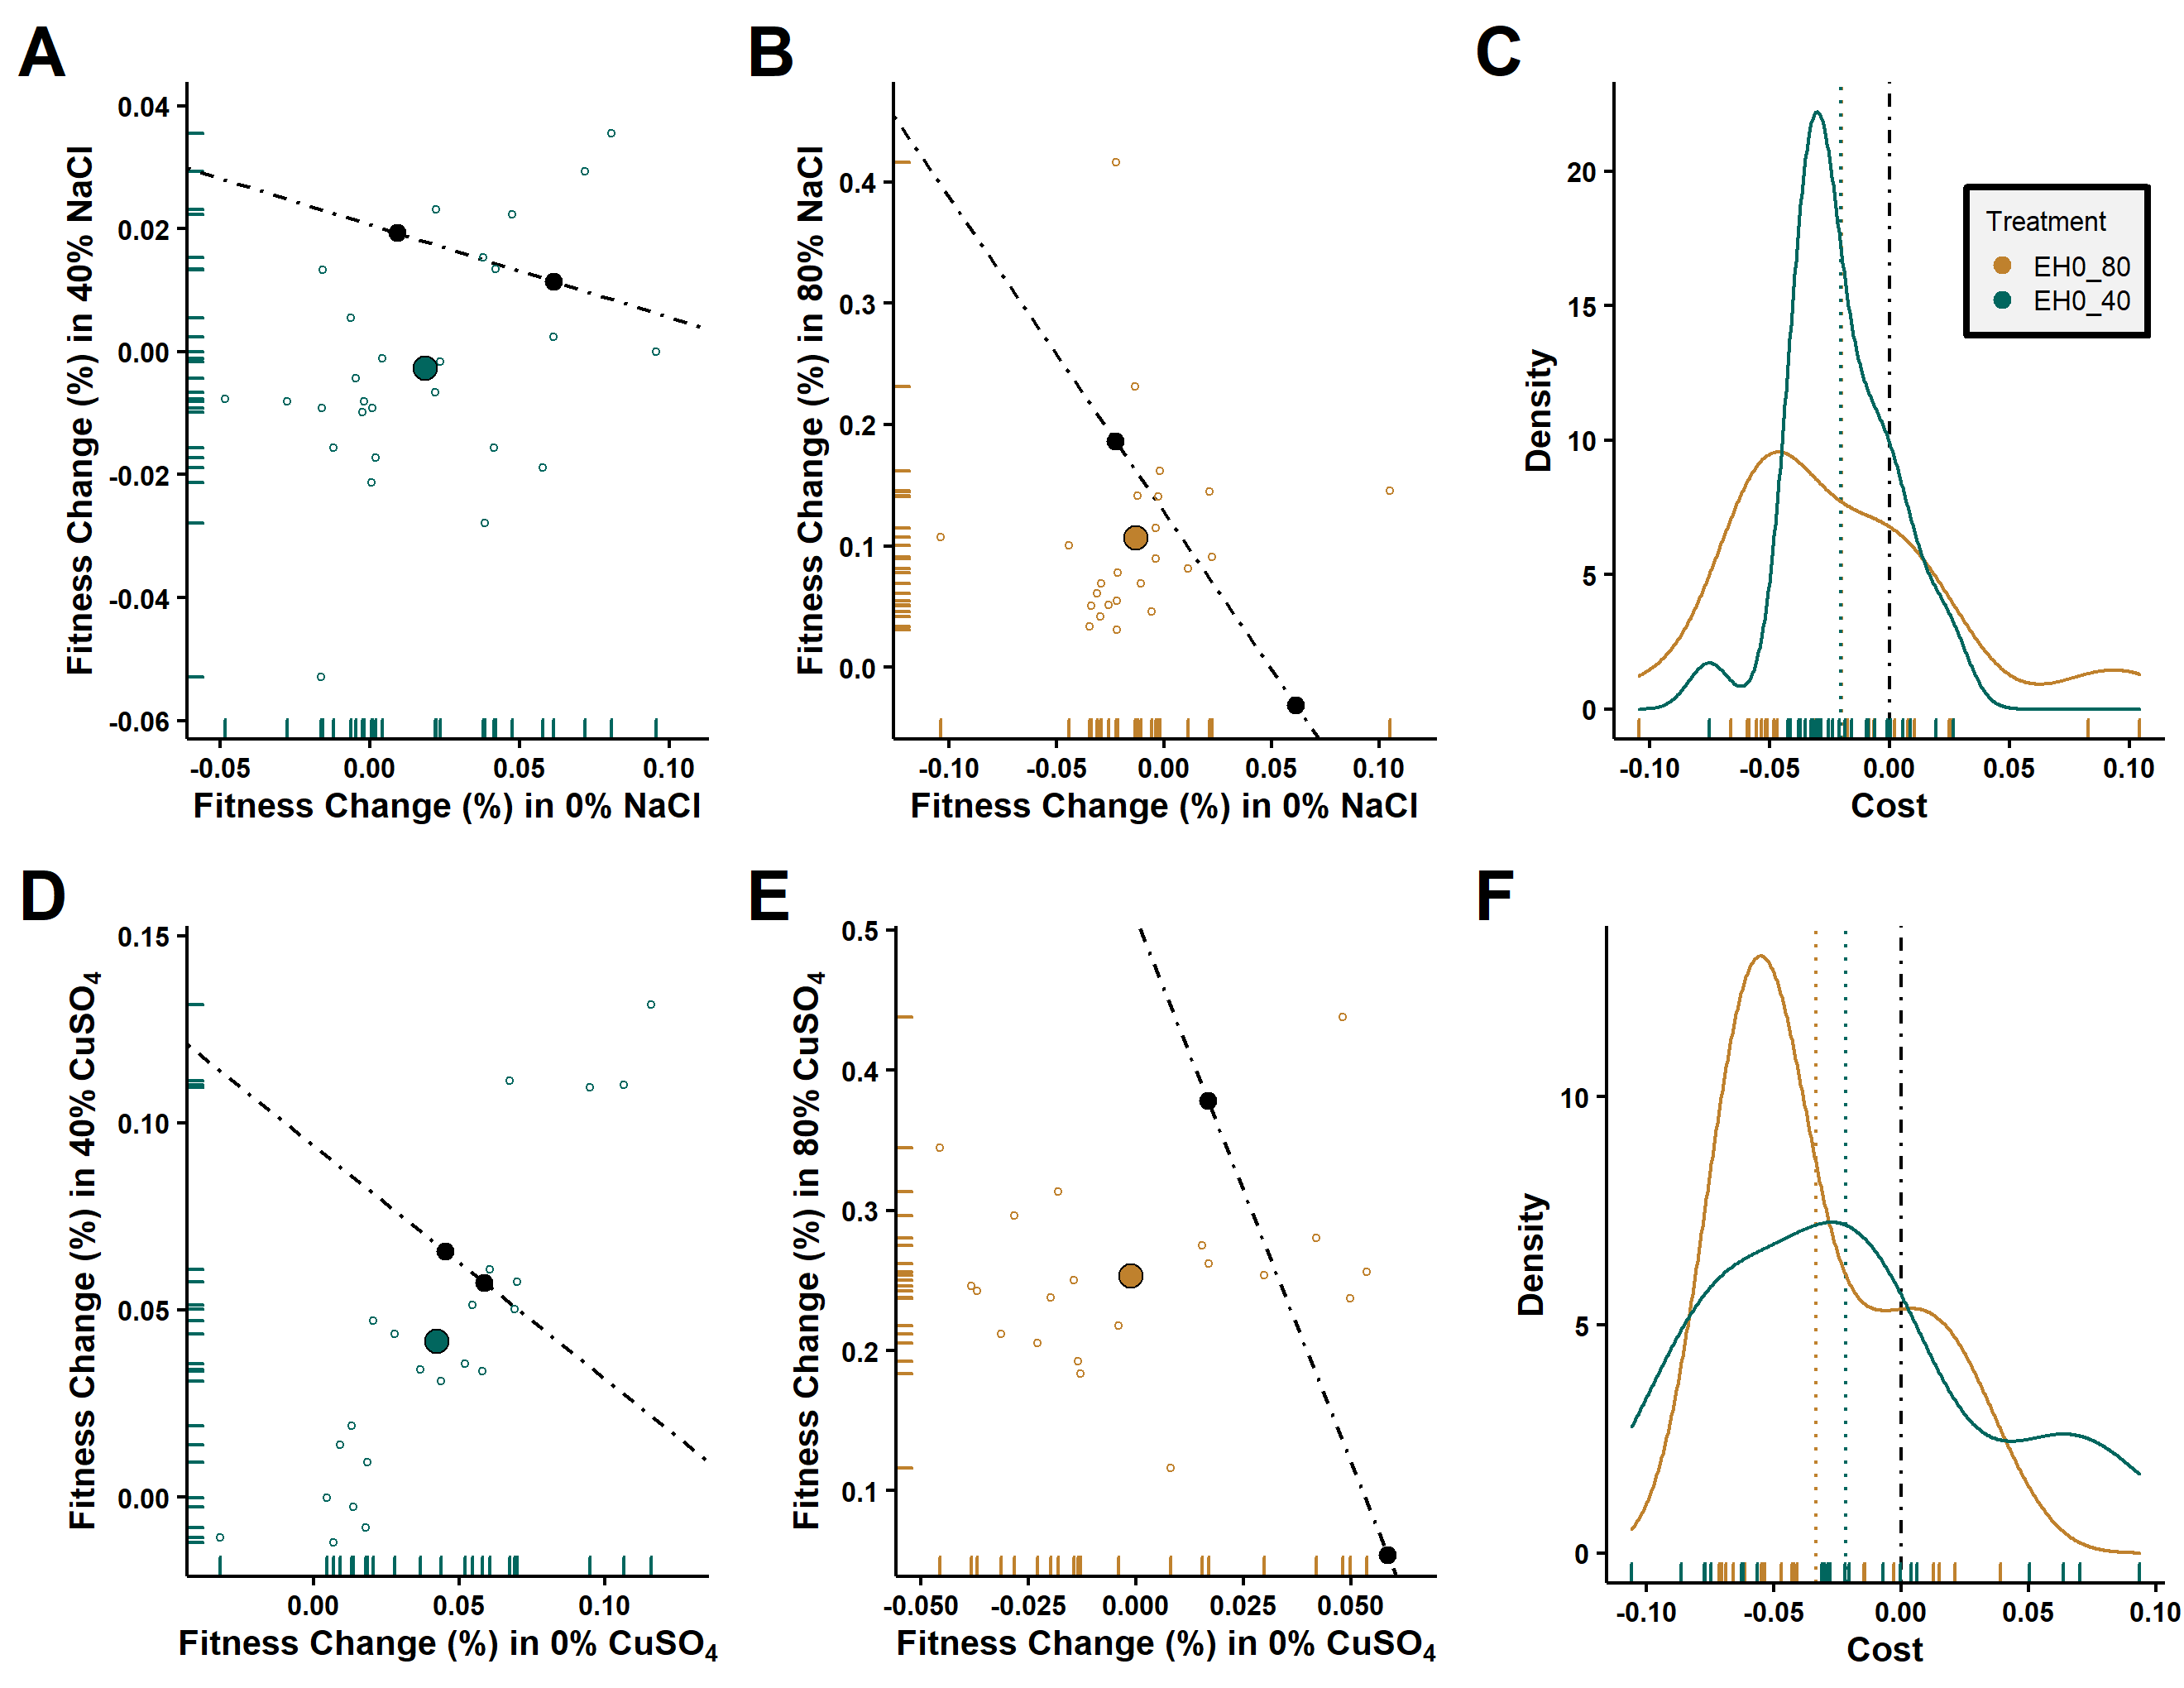 A
Fitness Change (%) in 40% NaCl
0.04
0.02
0.00
-0.02
-0.04
-0.06
-0.05
0.00
0.05
0.10
Fitness Change (%) in 0% NaCl
B
Fitness Change (%) in 80% NaCl
0.4
0.3
0.2
0.1
0.0
-0.10
-0.05
0.00
0.05
0.10
Fitness Change (%) in 0% NaCl
C
Density
20
15
10
5
0
Treatment
EH0_80
EH0_40
-0.10
-0.05
0.00
0.05
0.10
Cost
D
Fitness Change (%) in 40% CuSO₄
0.15
0.10
0.05
0.00
0.00
0.05
0.10
Fitness Change (%) in 0% CuSO₄
E
Fitness Change (%) in 80% CuSO₄
0.5
0.4
0.3
0.2
0.1
-0.050
-0.025
0.000
0.025
0.050
Fitness Change (%) in 0% CuSO₄
F
Density
10
5
0
-0.10
-0.05
0.00
0.05
0.10
Cost